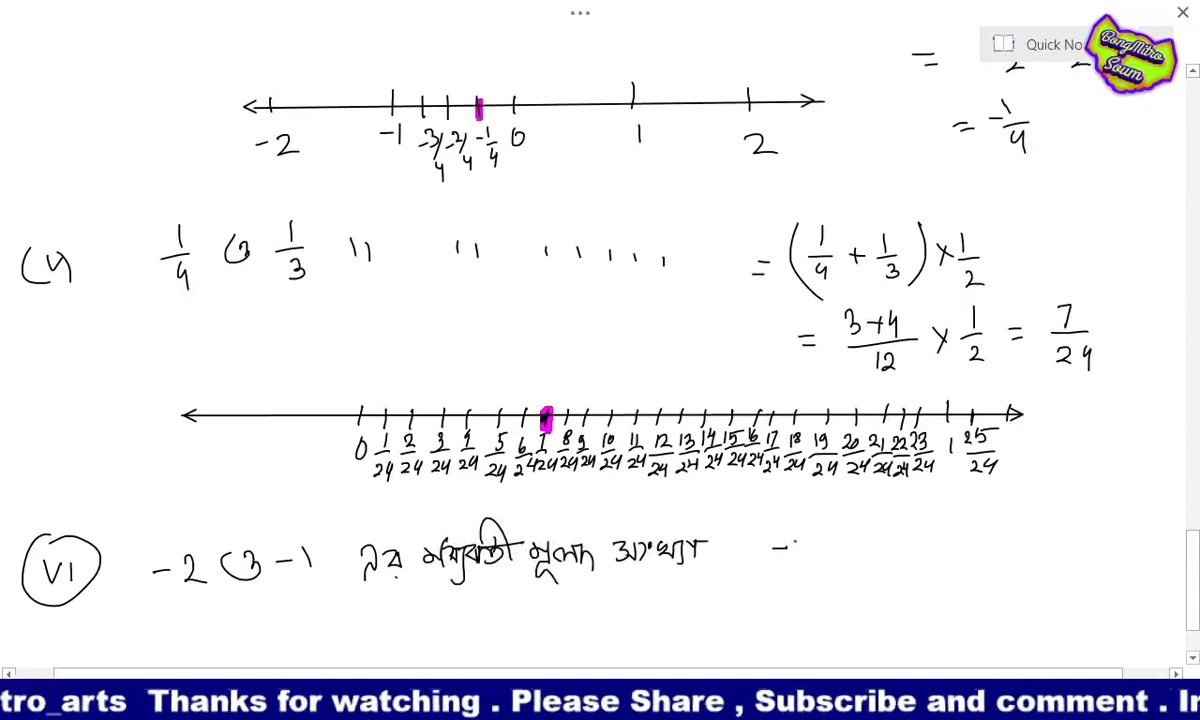 Quick No
BongMitro
Soum
=
-2 -1 -3/4 -2/4 -1/4 0 1 2
= -1/4
(V) 1/4 ও 1/3 '' '' ..... = (1/4 + 1/3) × 1/2
= 3+4/12 × 1/2 = 7/24
0 1/24 2/24 3/24 4/24 5/24 6/24 7/24 8/24 9/24 10/24 11/24 12/24 13/24 14/24 15/24 16/24 17/24 18/24 19/24 20/24 21/24 22/24 23/24 1 25/24
VI -2 ও -1 এর মধ্যবর্তী মূলদ সংখ্যা
tro_arts Thanks for watching . Please Share , Subscribe and comment . In